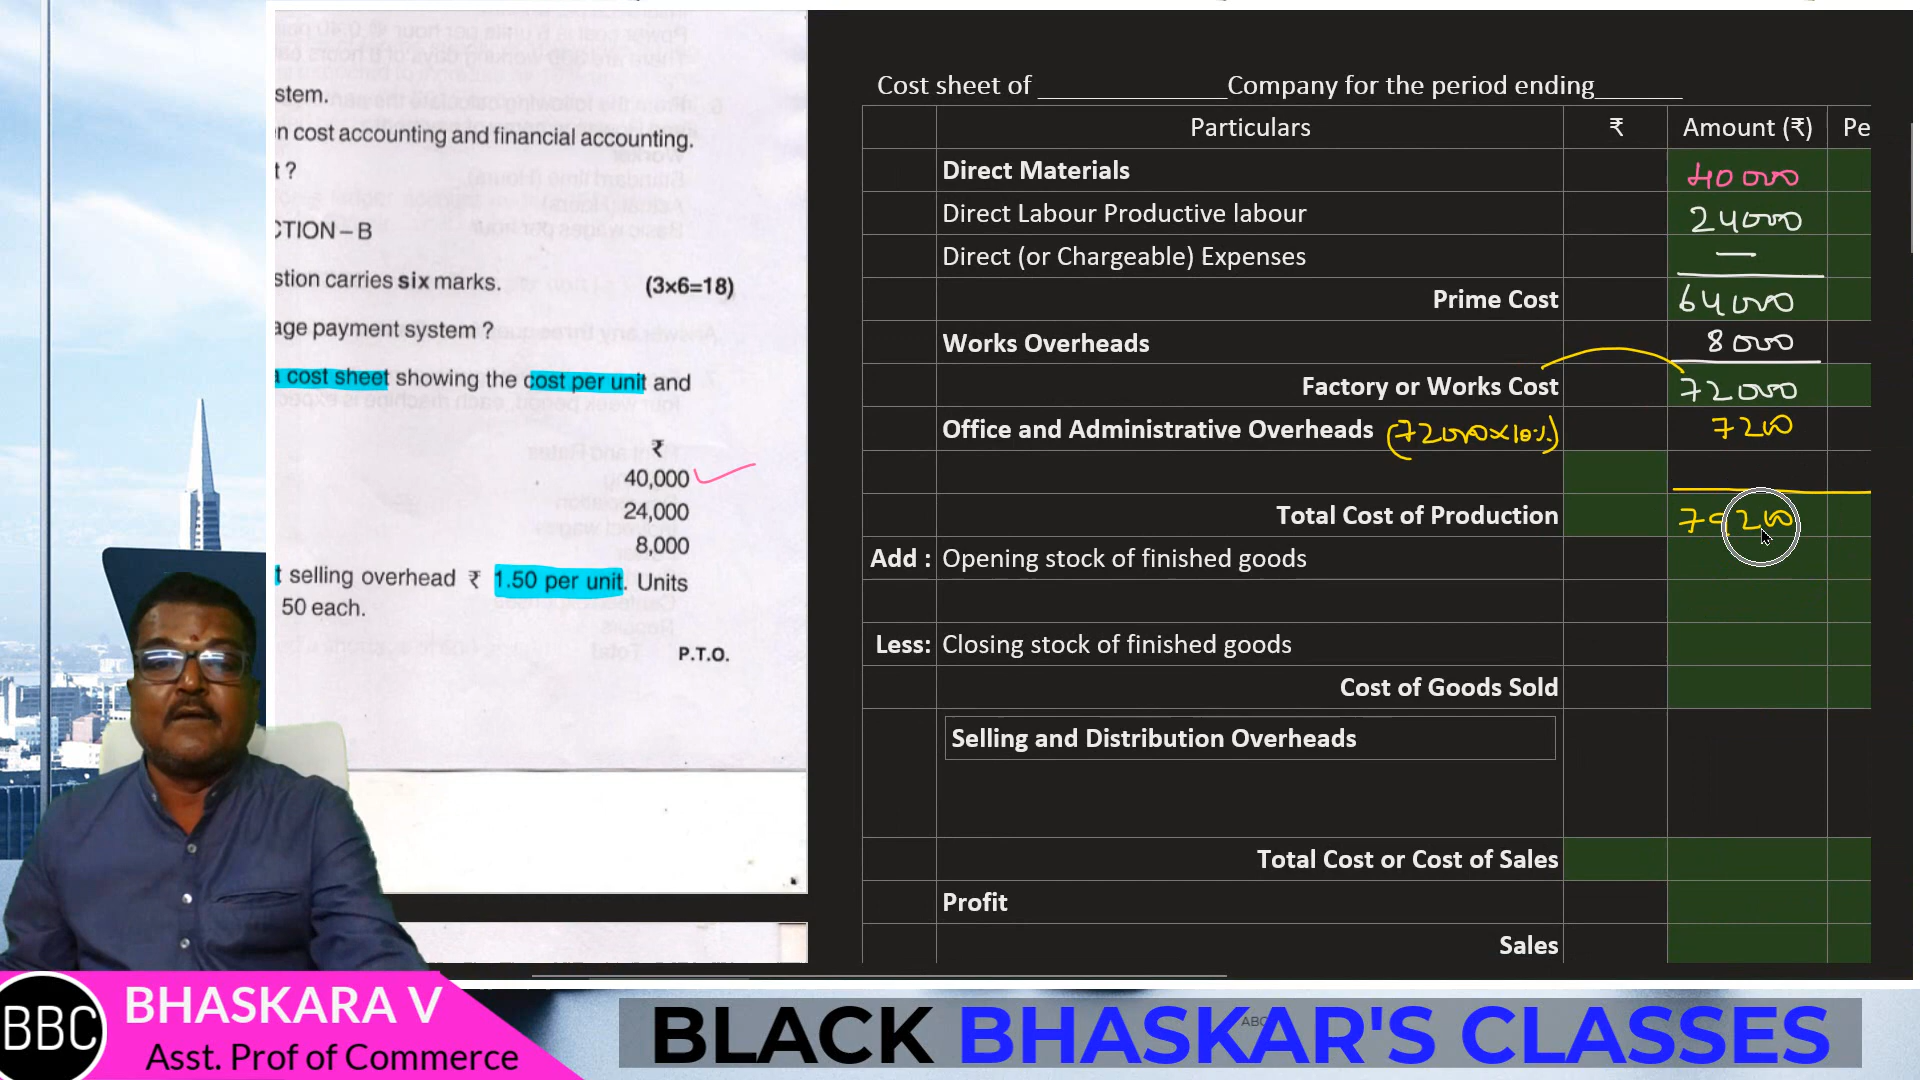 stem.
n cost accounting and financial accounting.
t ?
CTION – B
stion carries six marks. (3×6=18)
age payment system ?
a cost sheet showing the cost per unit and
₹
40,000
24,000
8,000
t selling overhead ₹ 1.50 per unit. Units
50 each.
P.T.O.
Cost sheet of ______________Company for the period ending______
Particulars ₹ Amount (₹) Pe
Direct Materials 40000
Direct Labour Productive labour 24000
Direct (or Chargeable) Expenses —
Prime Cost 64000
Works Overheads 8000
Factory or Works Cost 72000
Office and Administrative Overheads (72000×10%) 7200
Total Cost of Production 79200
Add : Opening stock of finished goods
Less: Closing stock of finished goods
Cost of Goods Sold
Selling and Distribution Overheads
Total Cost or Cost of Sales
Profit
Sales
BBC
BHASKARA V
Asst. Prof of Commerce
BLACK BHASKAR'S CLASSES